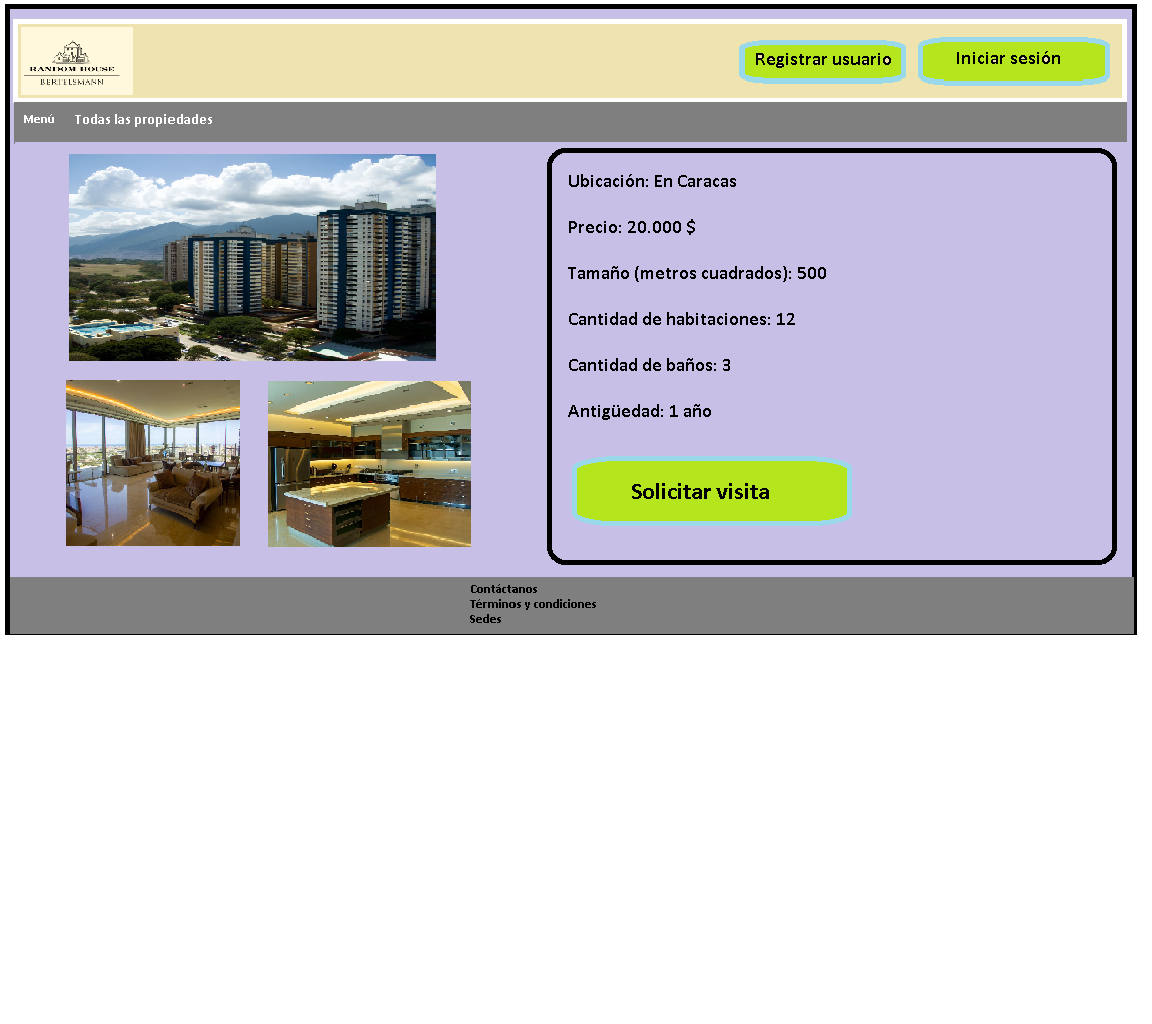 RANDOM HOUSE
BERTELSMANN
Registrar usuario
Iniciar sesión
Menú
Todas las propiedades
Ubicación: En Caracas
Precio: 20.000 $
Tamaño (metros cuadrados): 500
Cantidad de habitaciones: 12
Cantidad de baños: 3
Antigüedad: 1 año
Solicitar visita
Contáctanos
Términos y condiciones
Sedes